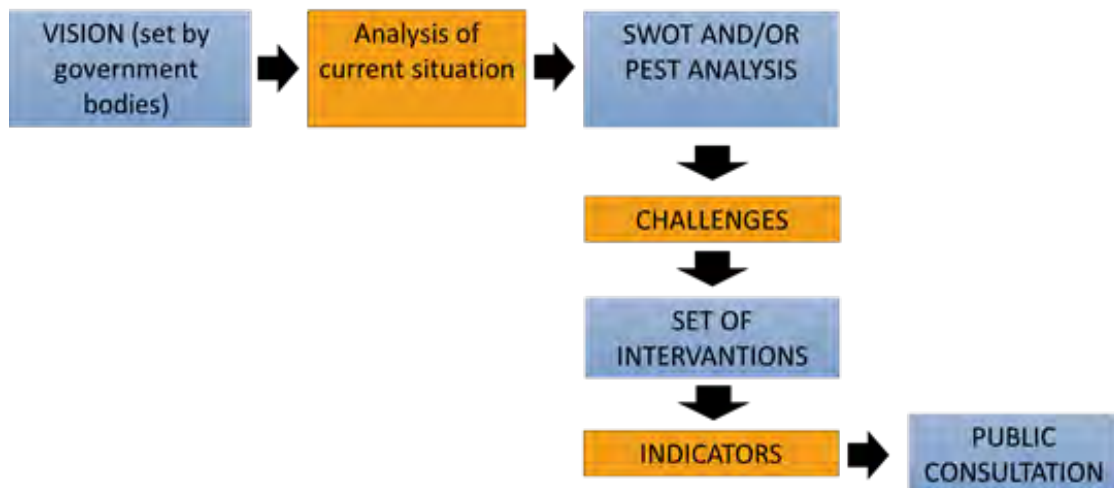 VISION (set by
government
bodies)
Analysis of
current situation
SWOT AND/OR
PEST ANALYSIS
CHALLENGES
SET OF
INTERVANTIONS
INDICATORS
PUBLIC
CONSULTATION